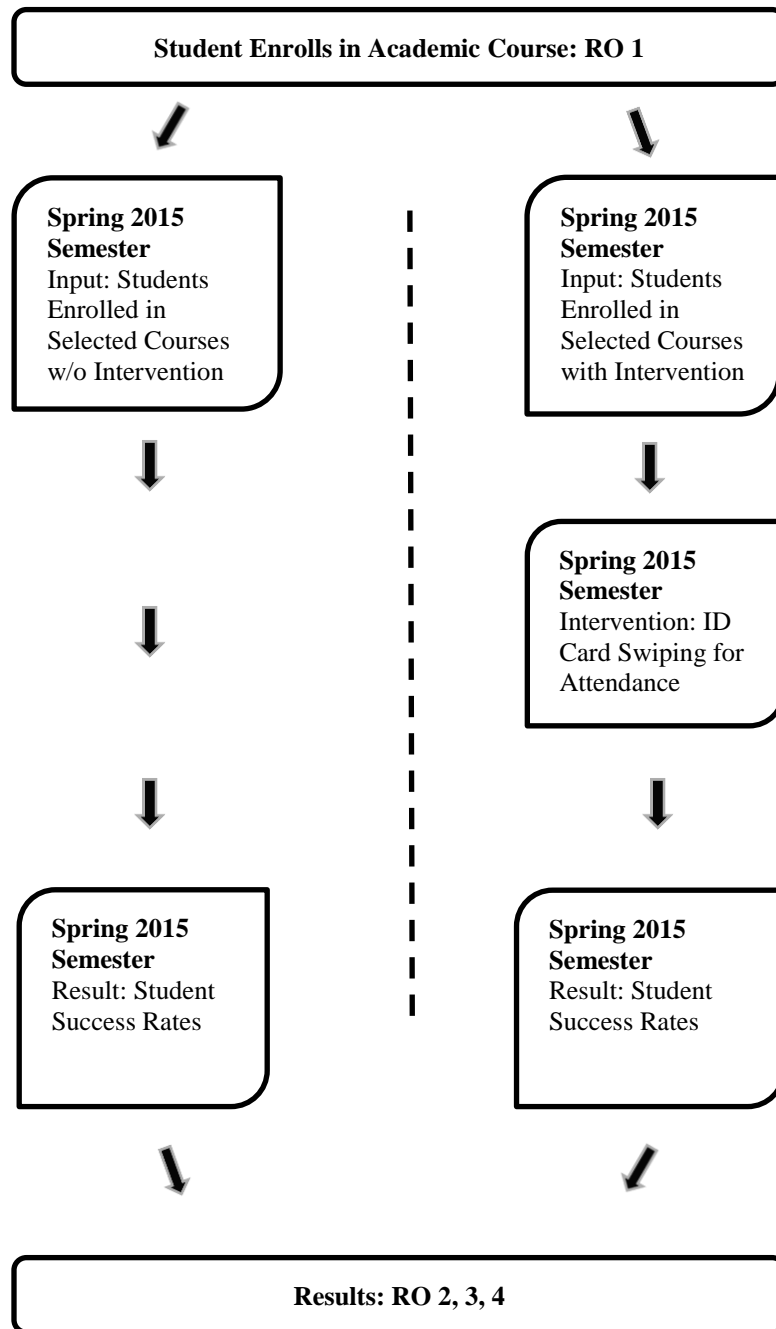 Student Enrolls in Academic Course: RO 1
Spring 2015
Semester
Input: Students
Enrolled in
Selected Courses
w/o Intervention
Spring 2015
Semester
Input: Students
Enrolled in
Selected Courses
with Intervention
Spring 2015
Semester
Intervention: ID
Card Swiping for
Attendance
Spring 2015
Semester
Result: Student
Success Rates
Spring 2015
Semester
Result: Student
Success Rates
Results: RO 2, 3, 4